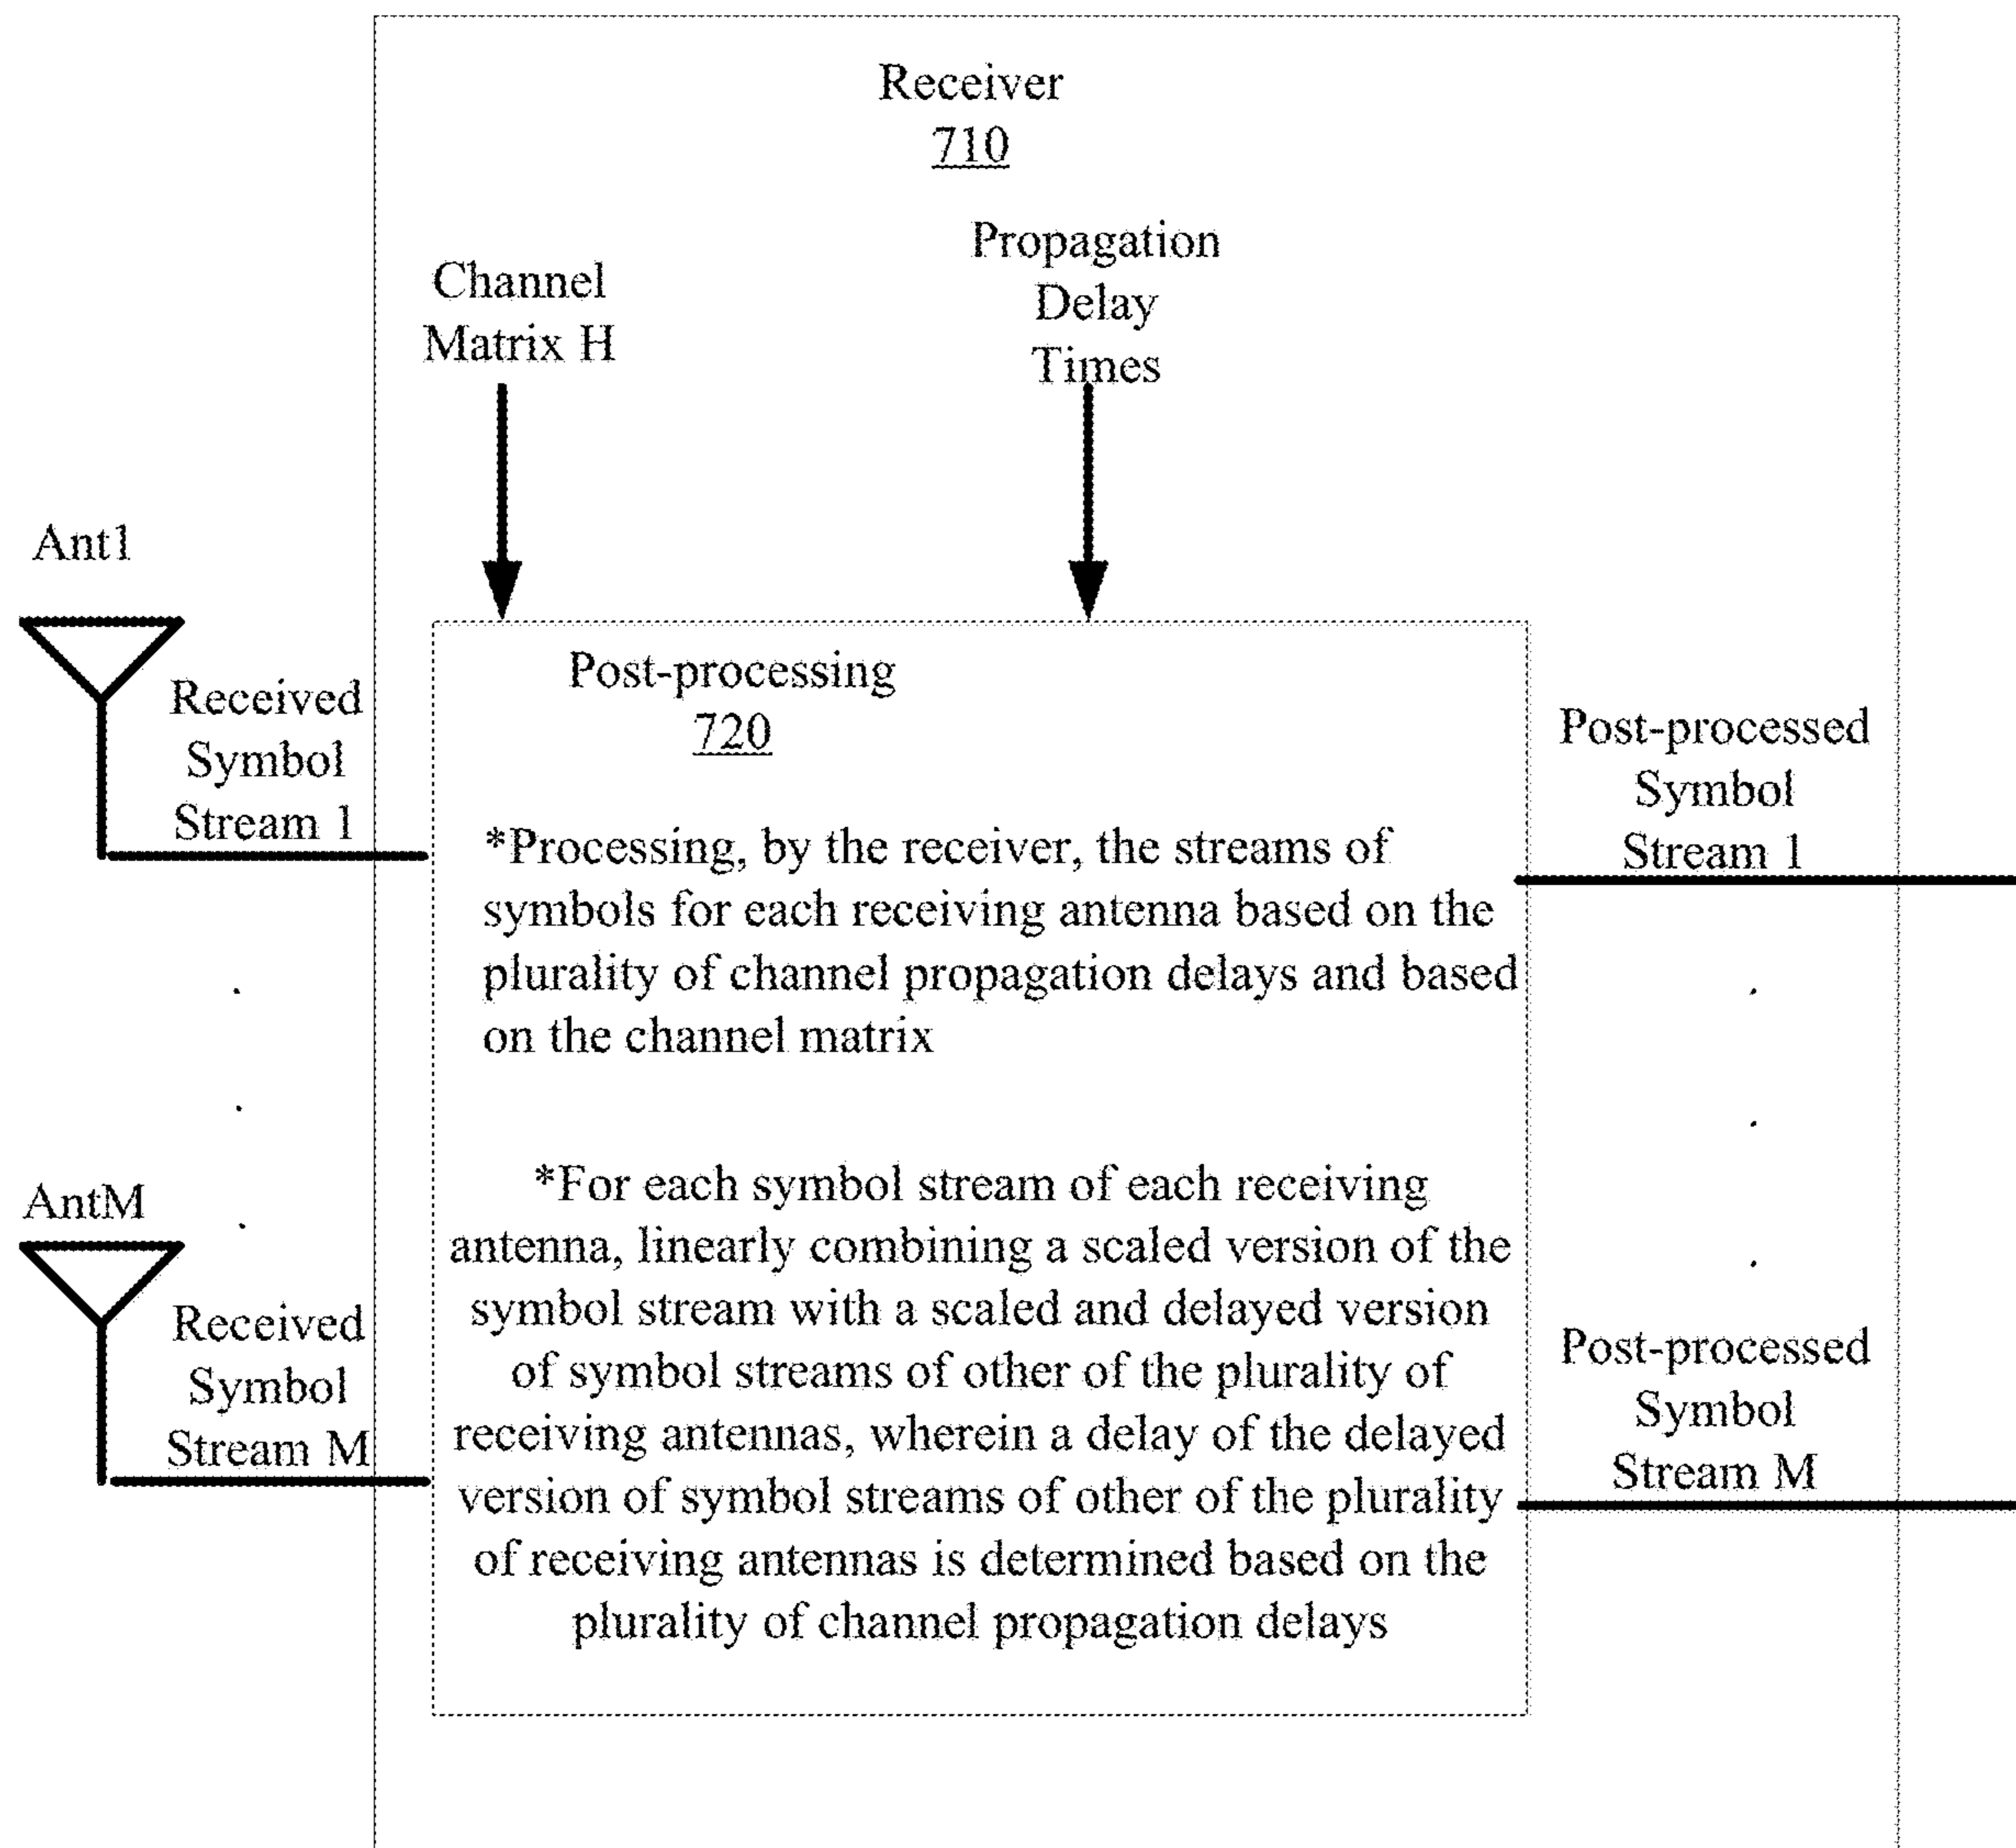 Receiver
710
Channel
Matrix H
Propagation
Delay
Times
Ant1
Received
Symbol
Stream 1
Post-processing
720
*Processing, by the receiver, the streams of
symbols for each receiving antenna based on the
plurality of channel propagation delays and based
on the channel matrix
Post-processed
Symbol
Stream 1
AntM
Received
Symbol
Stream M
*For each symbol stream of each receiving
antenna, linearly combining a scaled version of the
symbol stream with a scaled and delayed version
of symbol streams of other of the plurality of
receiving antennas, wherein a delay of the delayed
version of symbol streams of other of the plurality
of receiving antennas is determined based on the
plurality of channel propagation delays
Post-processed
Symbol
Stream M